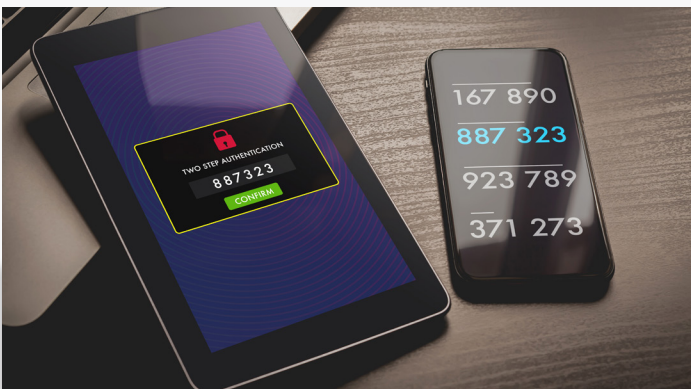 TWO STEP AUTHENTICATION
887323
CONFIRM
167 890
887 323
923 789
371 273